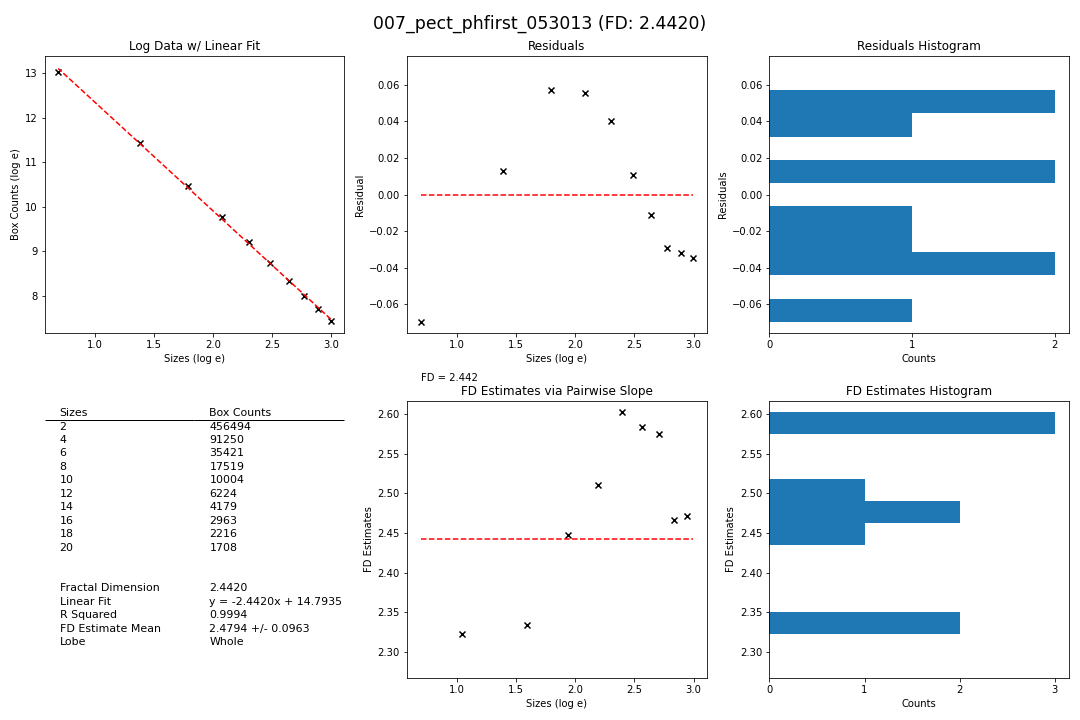 007_pect_phfirst_053013 (FD: 2.4420)
Log Data w/ Linear Fit
Box Counts (log e)
13
12
11
10
9
8
1.0 1.5 2.0 2.5 3.0
Sizes (log e)
Residuals
Residual
0.06
0.04
0.02
0.00
−0.02
−0.04
−0.06
1.0 1.5 2.0 2.5 3.0
Sizes (log e)
Residuals Histogram
Residuals
0.06
0.04
0.02
0.00
−0.02
−0.04
−0.06
0 1 2
Counts
Sizes Box Counts
2 456494
4 91250
6 35421
8 17519
10 10004
12 6224
14 4179
16 2963
18 2216
20 1708
Fractal Dimension 2.4420
Linear Fit y = -2.4420x + 14.7935
R Squared 0.9994
FD Estimate Mean 2.4794 +/- 0.0963
Lobe Whole
FD = 2.442
FD Estimates via Pairwise Slope
FD Estimates
2.60
2.55
2.50
2.45
2.40
2.35
2.30
1.0 1.5 2.0 2.5 3.0
Sizes (log e)
FD Estimates Histogram
FD Estimates
2.60
2.55
2.50
2.45
2.40
2.35
2.30
0 1 2 3
Counts